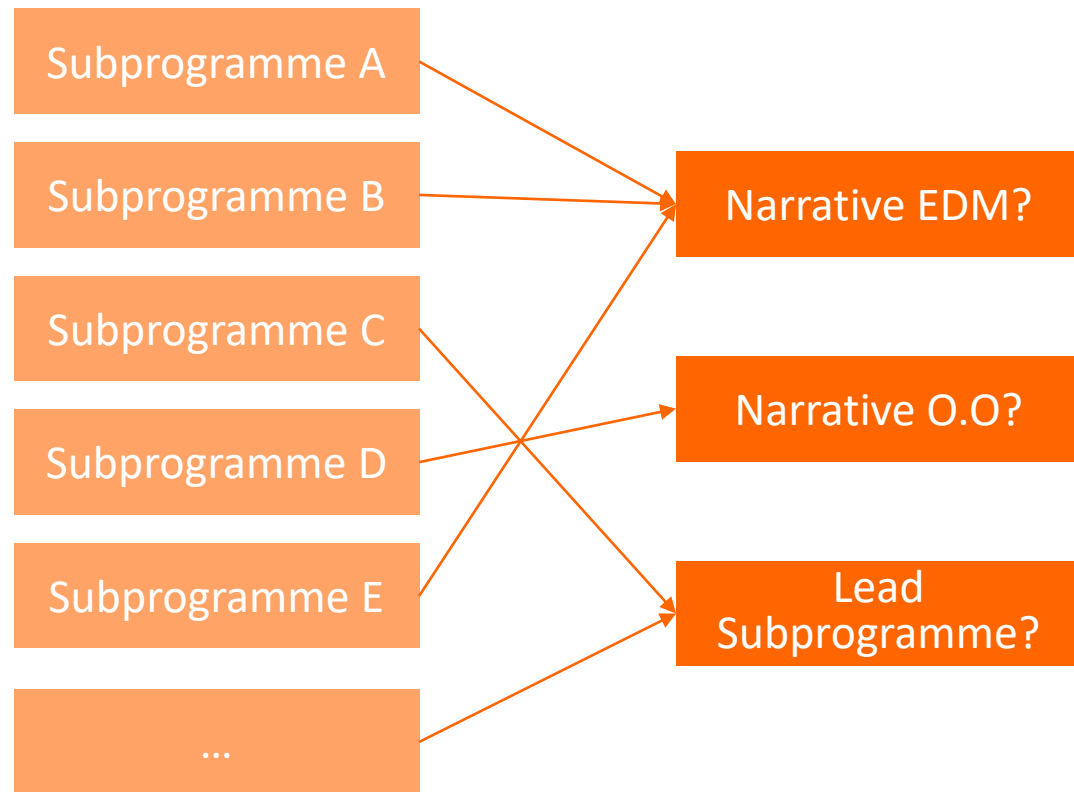 Subprogramme A
Subprogramme B
Subprogramme C
Subprogramme D
Subprogramme E
...
Narrative EDM?
Narrative O.O?
Lead
Subprogramme?